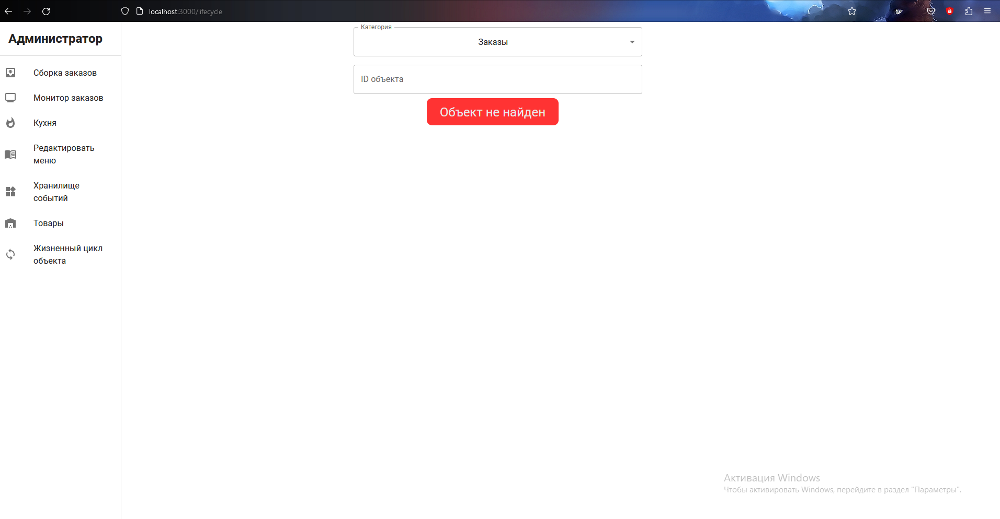 localhost:3000/lifecycle
Администратор
Сборка заказов
Монитор заказов
Кухня
Редактировать
меню
Хранилище
событий
Товары
Жизненный цикл
объекта
Категория
Заказы
ID объекта
Объект не найден
Активация Windows
Чтобы активировать Windows, перейдите в раздел "Параметры".